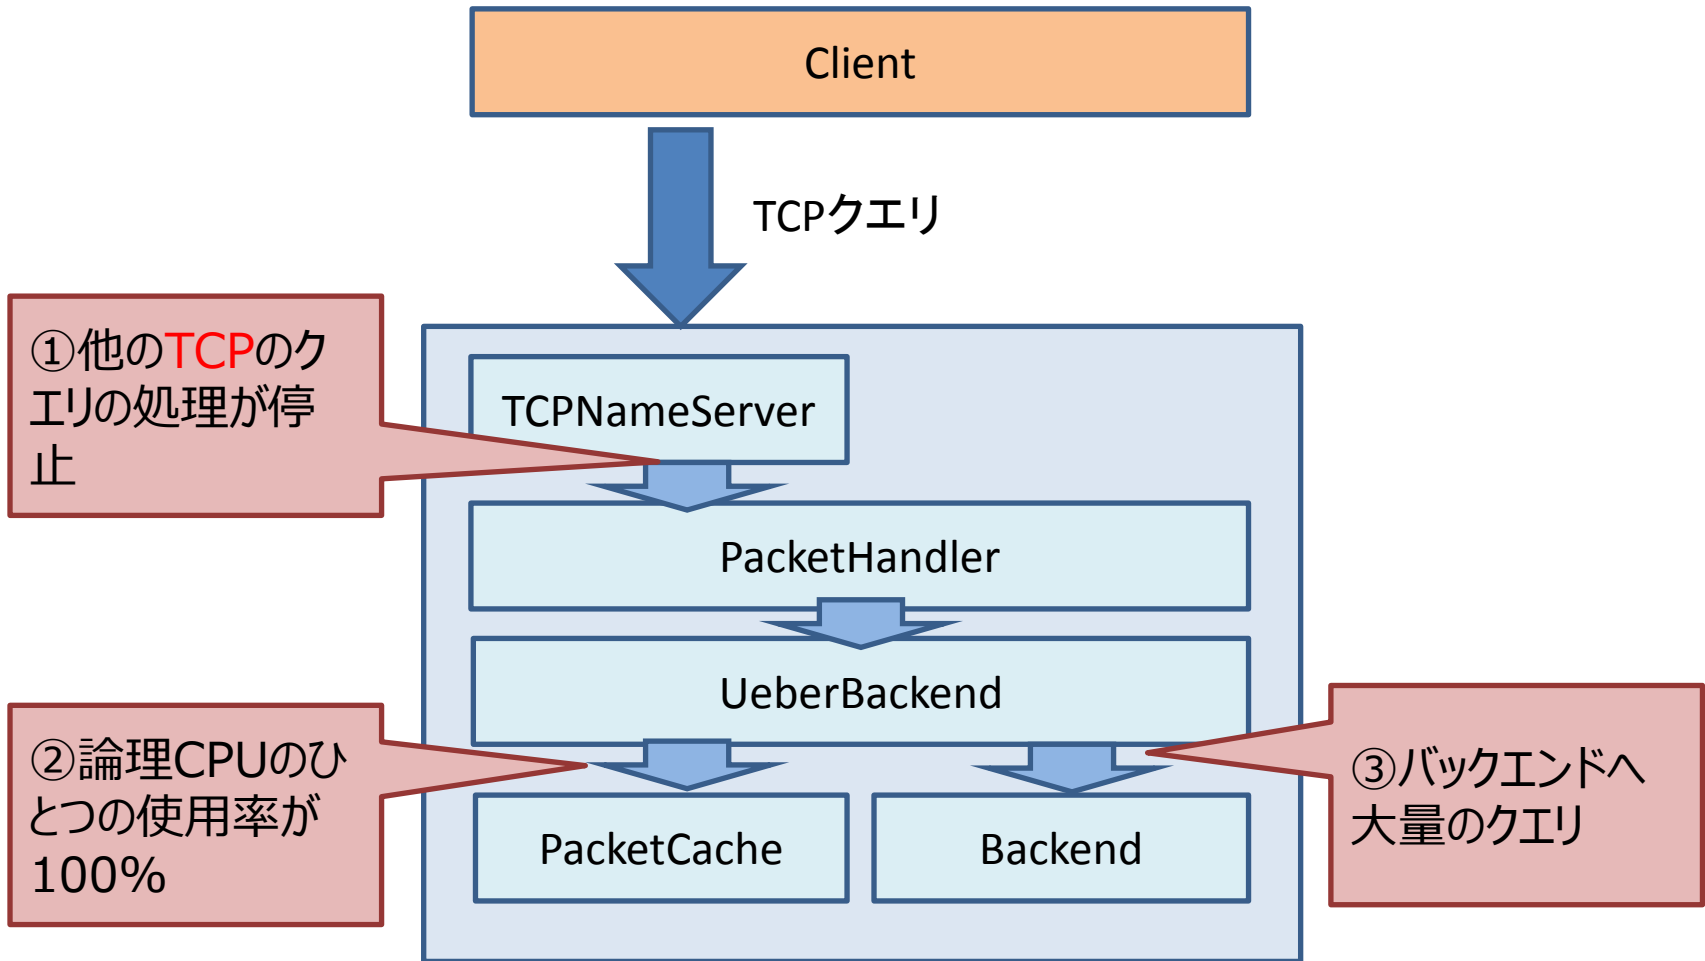 Client
TCPクエリ
①他のTCPのク
エリの処理が停
止
TCPNameServer
PacketHandler
UeberBackend
②論理CPUのひ
とつの使用率が
100%
③バックエンドへ
大量のクエリ
PacketCache
Backend